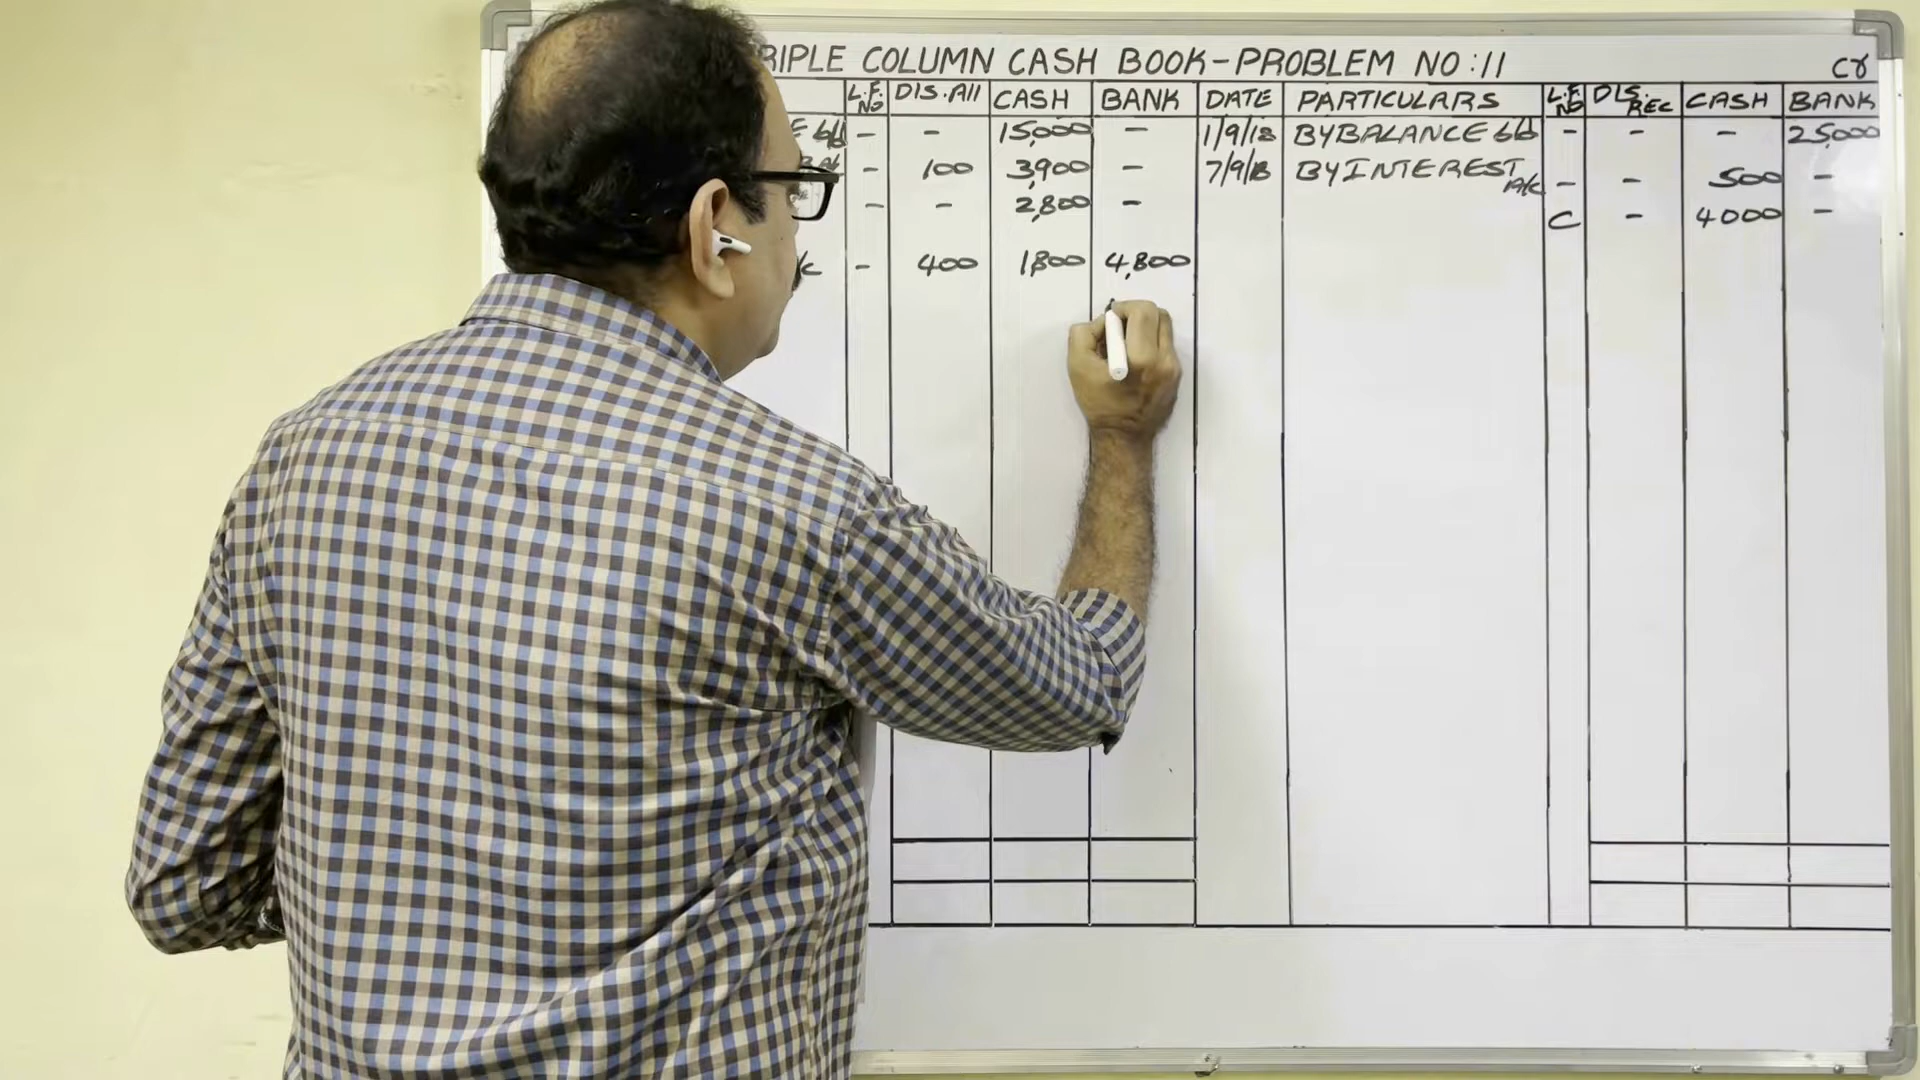 RIPLE COLUMN CASH BOOK - PROBLEM NO : 11 Cr
L.F. NO DIS.All CASH BANK DATE PARTICULARS L.F. NO DIS. REC CASH BANK
E b/d - - 15,000 - 1/9/18 BY BALANCE b/d - - - 25,000
- 100 3,900 - 7/9/18 BY INTEREST A/c - - 500 -
- - 2,800 - C - 4000 -
/c - 400 1,800 4,800